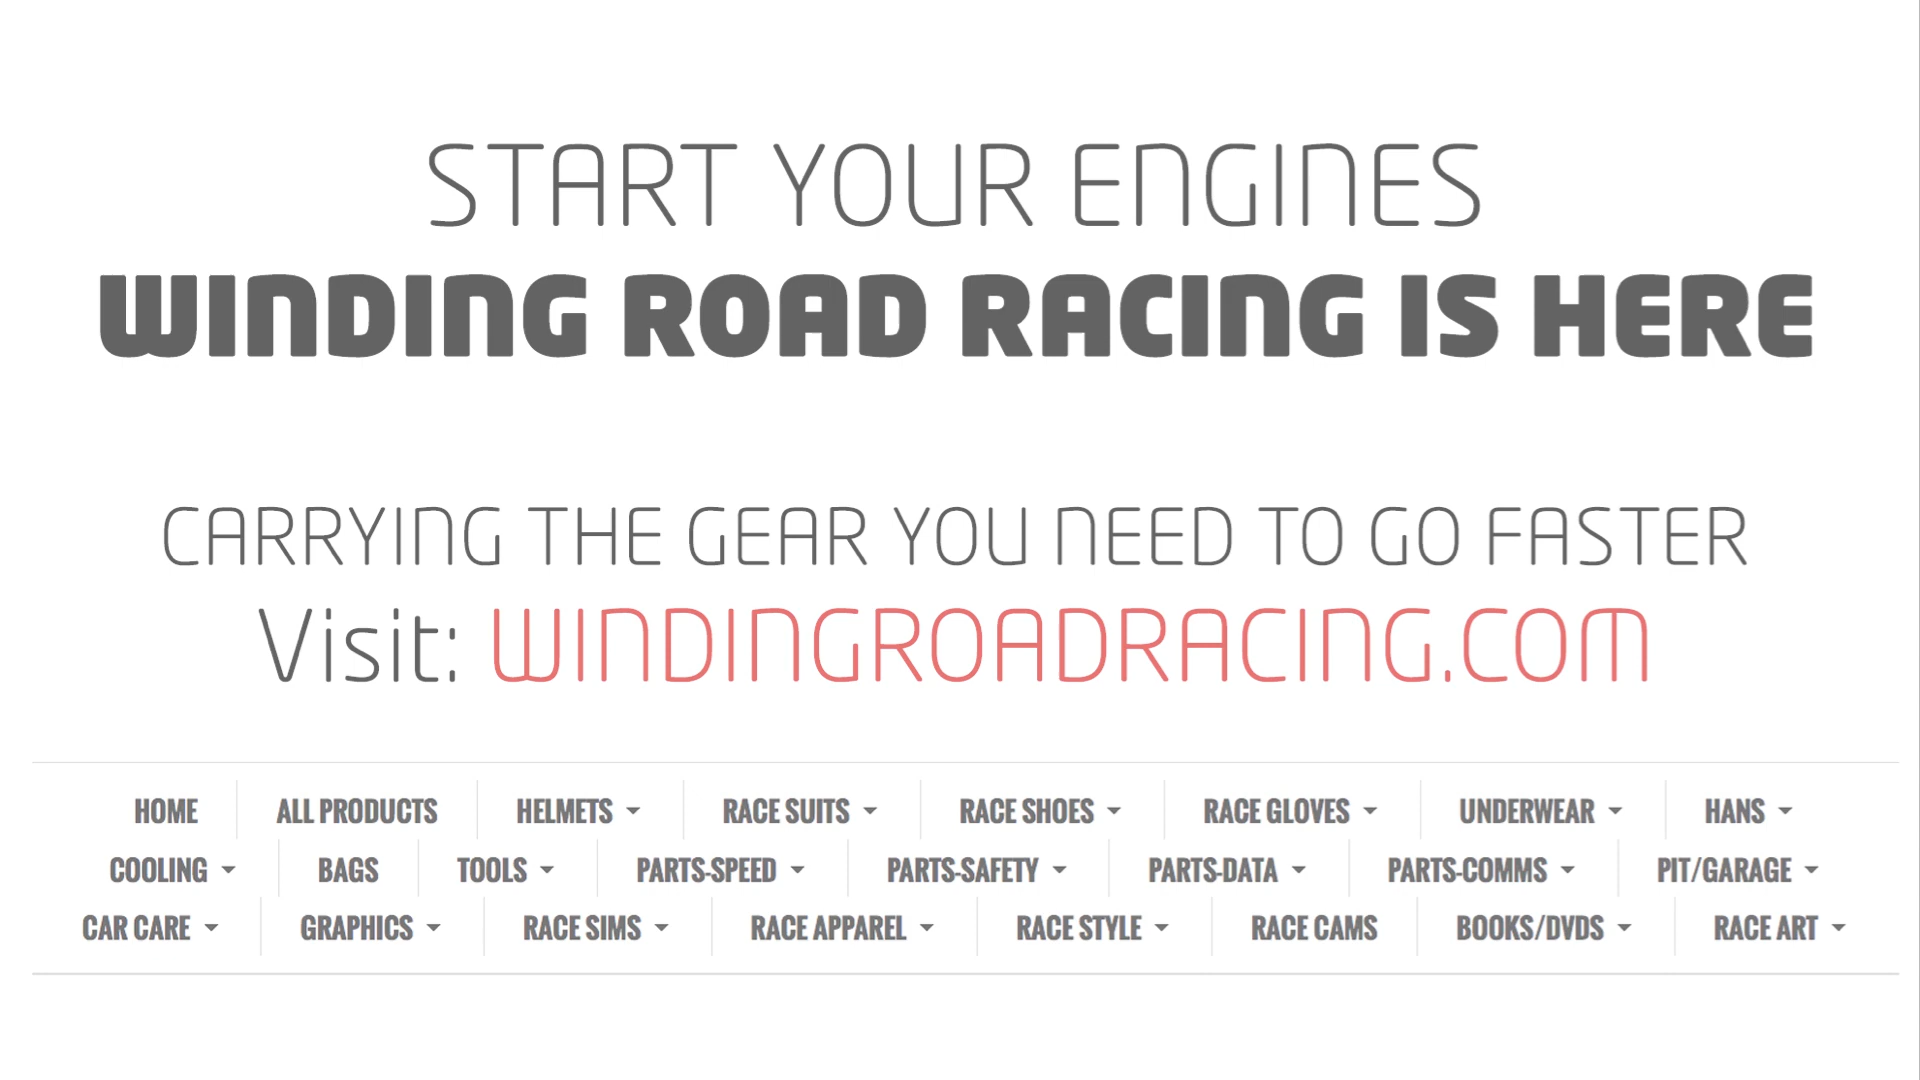 START YOUR ENGINES
WINDING ROAD RACING IS HERE
CARRYING THE GEAR YOU NEED TO GO FASTER
Visit: WINDINGROADRACING.COM
HOME ALL PRODUCTS HELMETS RACE SUITS RACE SHOES RACE GLOVES UNDERWEAR HANS
COOLING BAGS TOOLS PARTS-SPEED PARTS-SAFETY PARTS-DATA PARTS-COMMS PIT/GARAGE
CAR CARE GRAPHICS RACE SIMS RACE APPAREL RACE STYLE RACE CAMS BOOKS/DVDS RACE ART